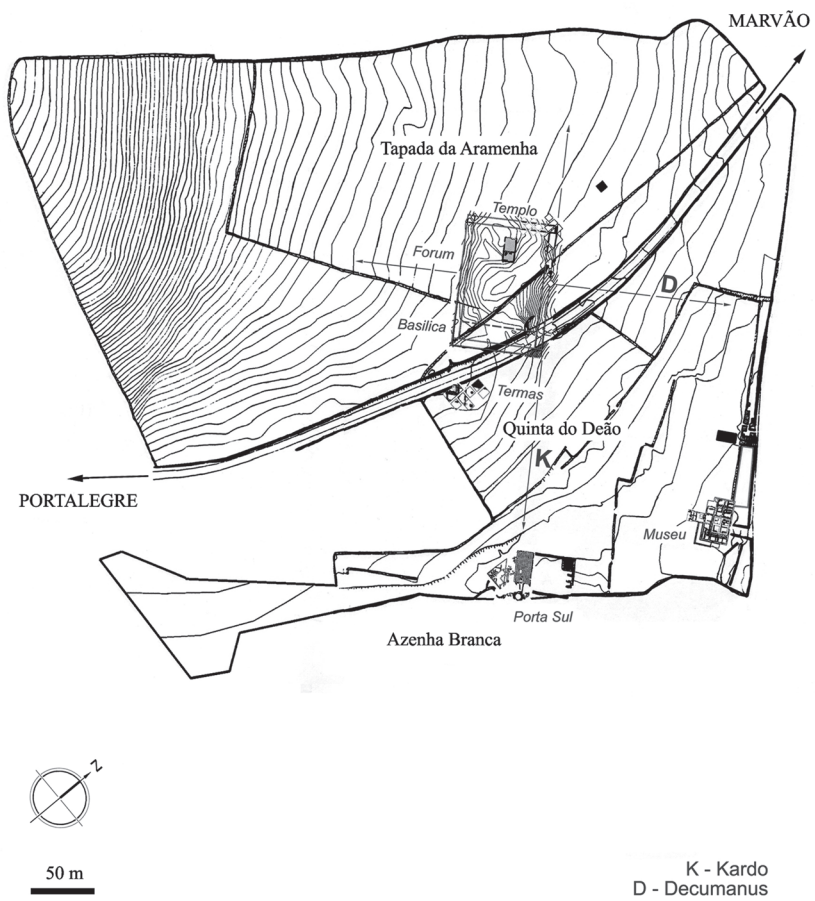 MARVÃO
Tapada da Aramenha
Templo
Forum
D
Basilica
Termas
Quinta do Deão
K
PORTALEGRE
Museu
Porta Sul
Azenha Branca
N
50 m
K - Kardo
D - Decumanus